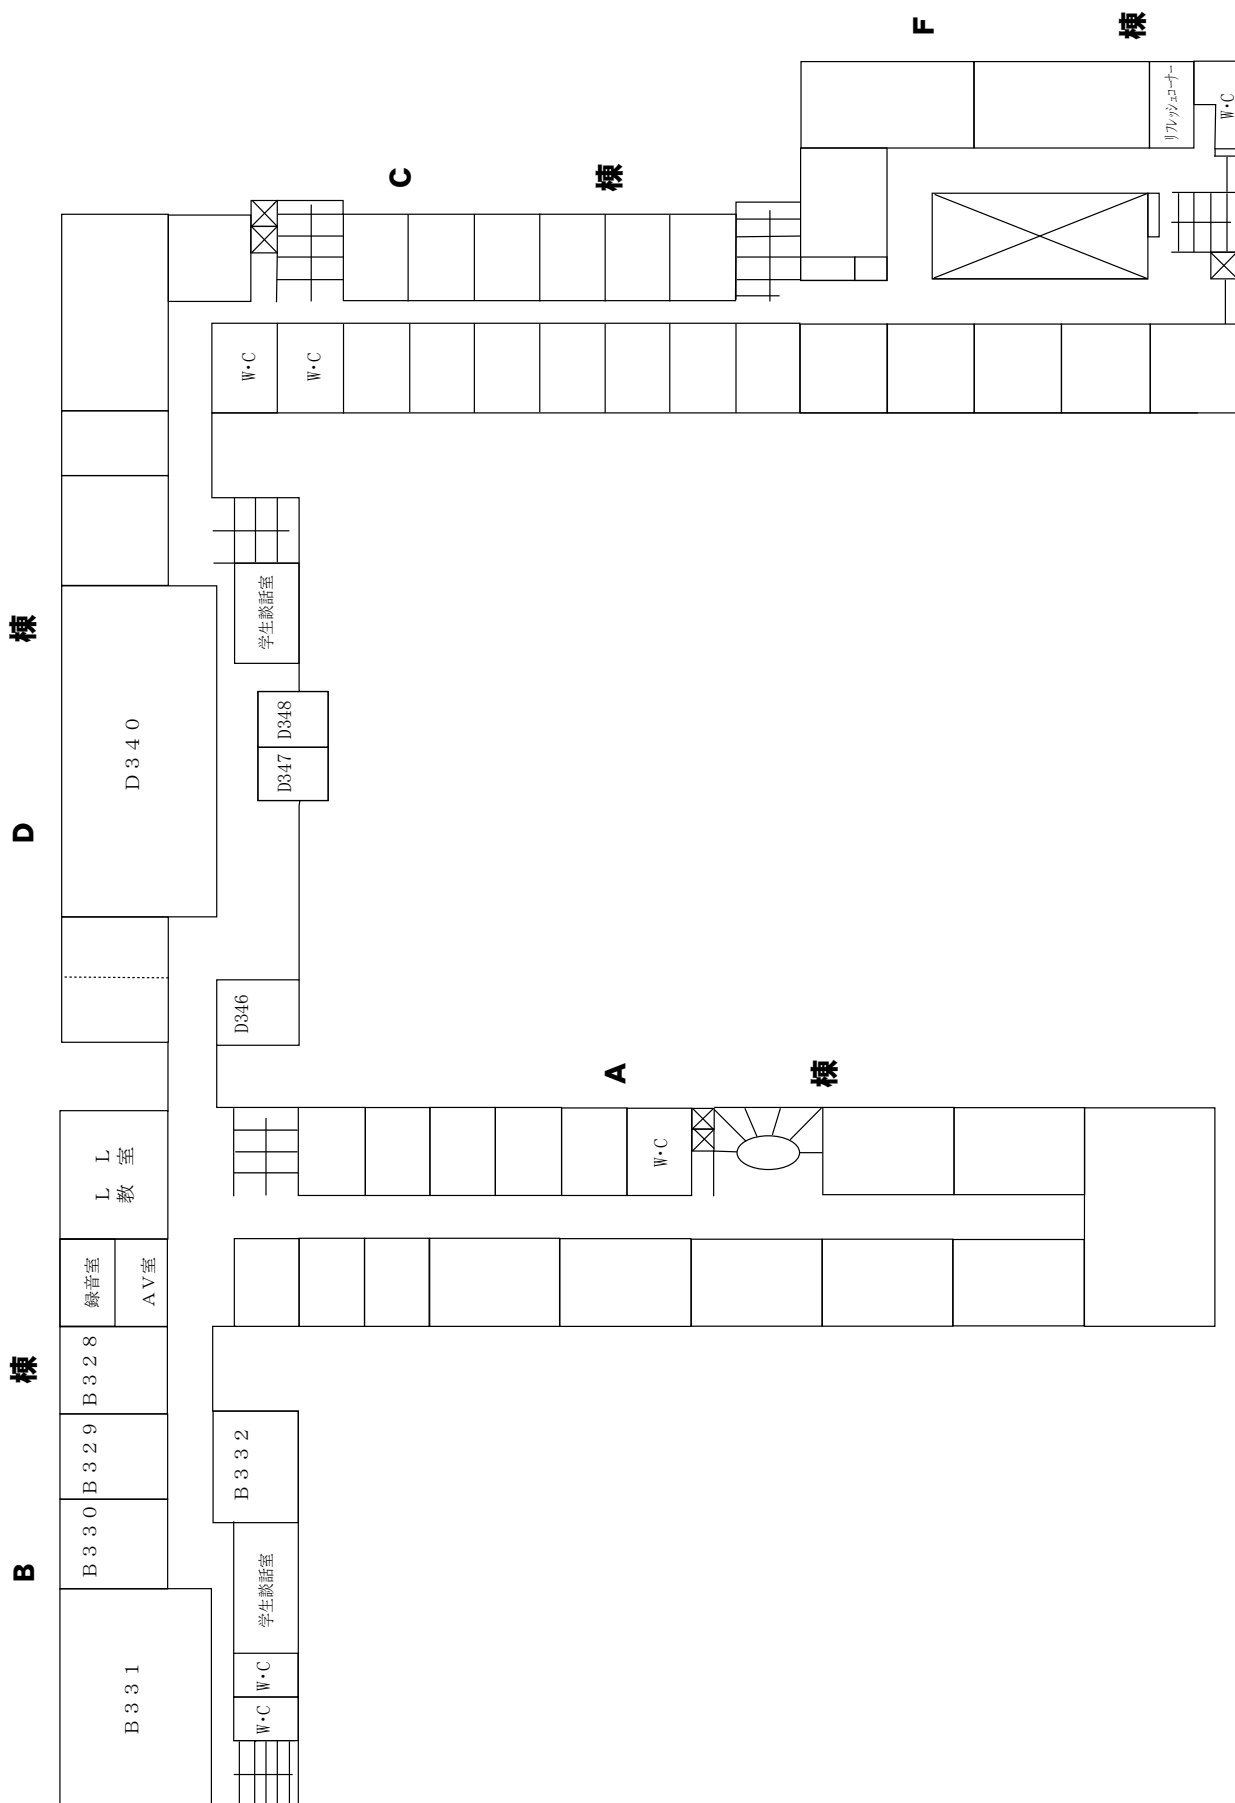 B 棟
D 棟
A 棟
C 棟
F 棟
B331
B330
B329
B328
録音室
AV室
LL
教室
D340
W・C
W・C
学生談話室
B332
D346
D347
D348
学生談話室
W・C
W・C
W・C
リフレッシュコーナー
W・C